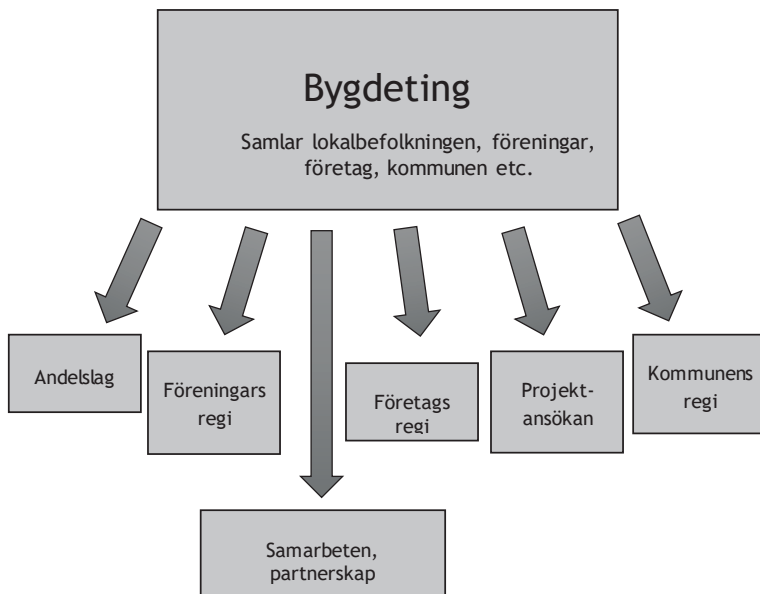 Bygdeting
Samlar lokalbefolkningen, föreningar,
företag, kommunen etc.
Andelslag
Föreningars
regi
Företags
regi
Projekt-
ansökan
Kommunens
regi
Samarbeten,
partnerskap